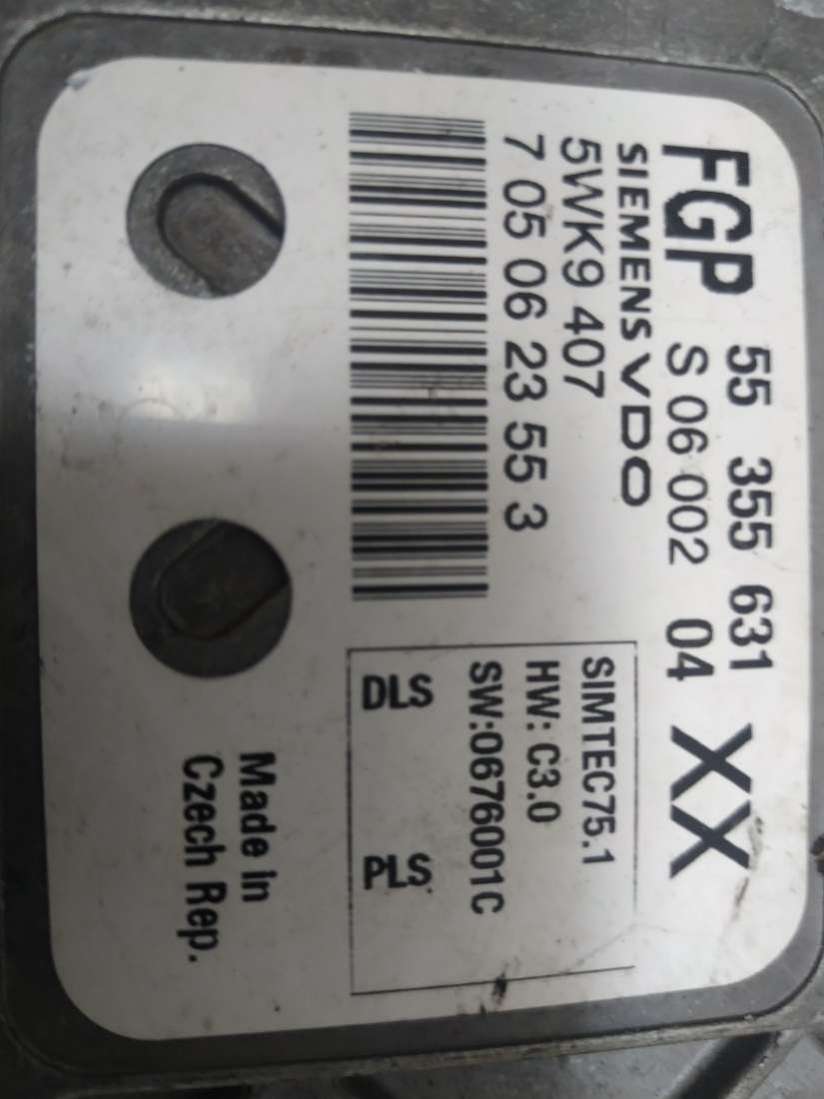 FGP 55 355 631 XX
S 06 002 04
SIEMENS VDO
5WK9 407
7 05 06 23 55 3
SIMTEC75.1
HW: C3.0
SW:0676001C
DLS PLS
Made in
Czech Rep.